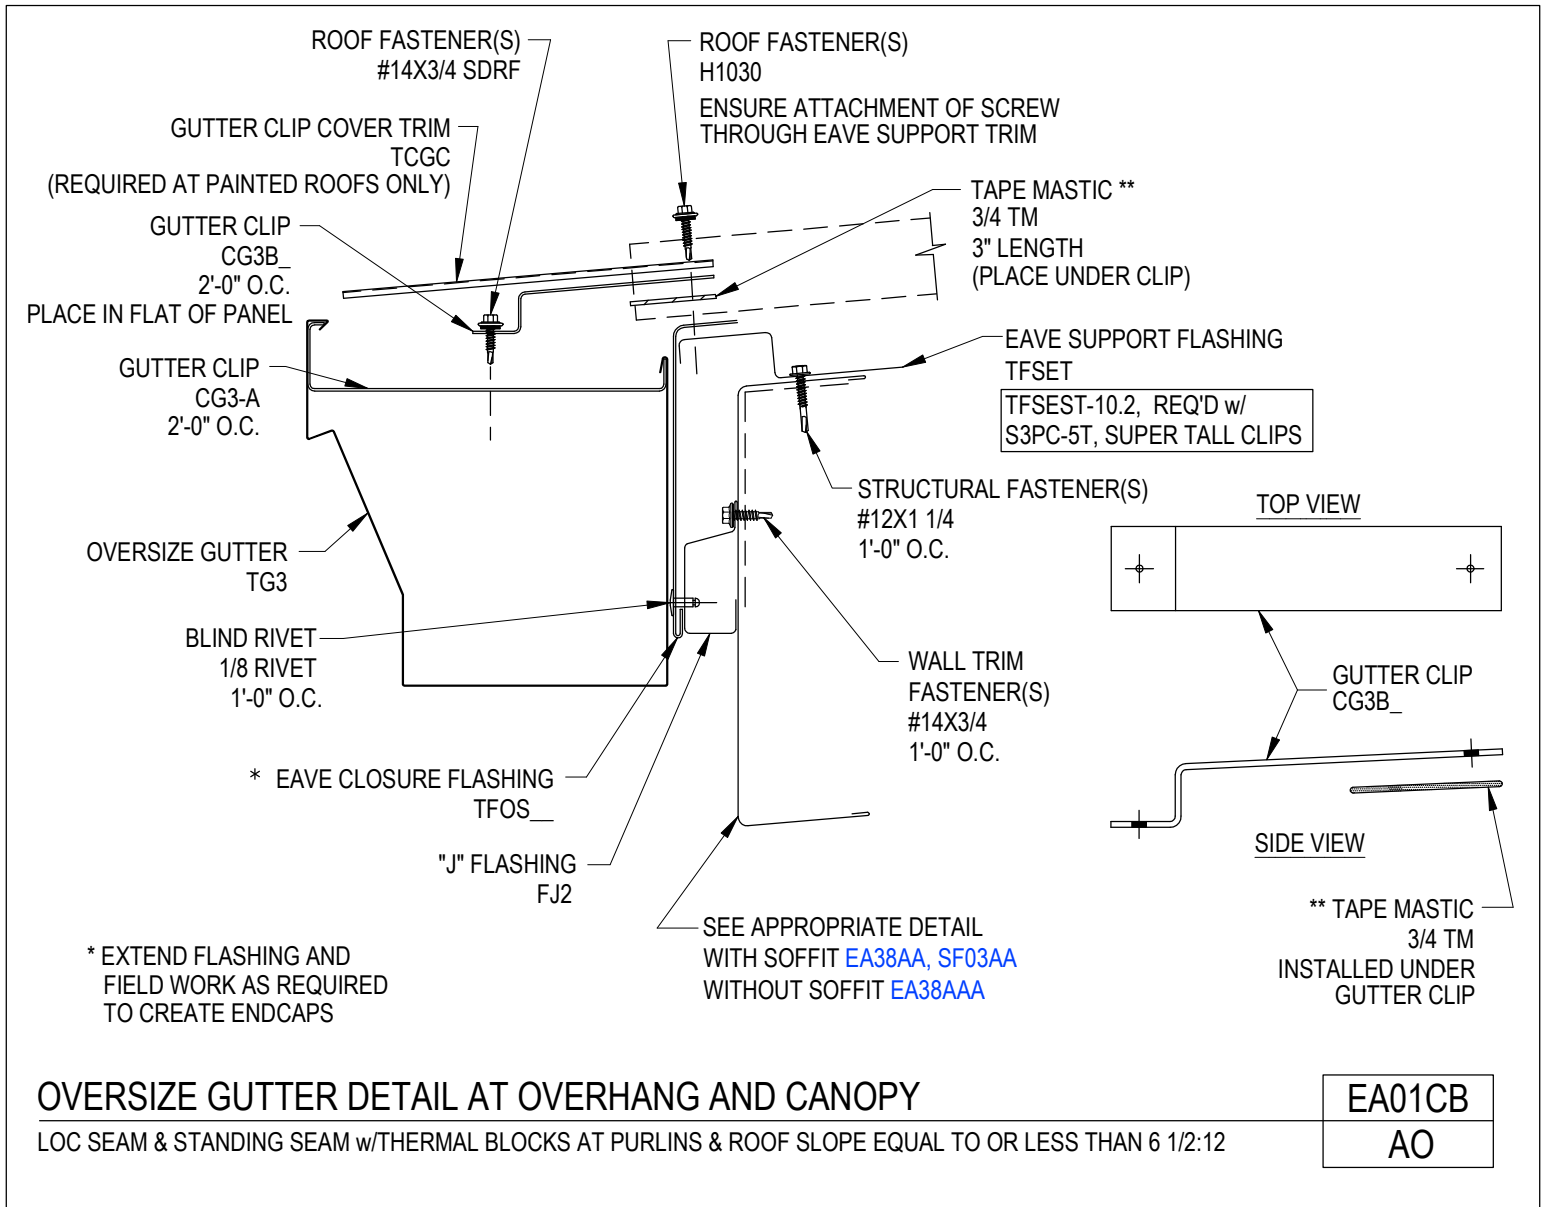 ROOF FASTENER(S)
#14X3/4 SDRF
ROOF FASTENER(S)
H1030
ENSURE ATTACHMENT OF SCREW
THROUGH EAVE SUPPORT TRIM
GUTTER CLIP COVER TRIM
TCGC
(REQUIRED AT PAINTED ROOFS ONLY)
TAPE MASTIC **
3/4 TM
3" LENGTH
(PLACE UNDER CLIP)
GUTTER CLIP
CG3B_
2'-0" O.C.
PLACE IN FLAT OF PANEL
EAVE SUPPORT FLASHING
TFSET
TFSEST-10.2, REQ'D w/
S3PC-5T, SUPER TALL CLIPS
GUTTER CLIP
CG3-A
2'-0" O.C.
STRUCTURAL FASTENER(S)
#12X1 1/4
1'-0" O.C.
TOP VIEW
OVERSIZE GUTTER
TG3
BLIND RIVET
1/8 RIVET
1'-0" O.C.
WALL TRIM
FASTENER(S)
#14X3/4
1'-0" O.C.
GUTTER CLIP
CG3B_
* EAVE CLOSURE FLASHING
TFOS__
SIDE VIEW
"J" FLASHING
FJ2
** TAPE MASTIC
3/4 TM
INSTALLED UNDER
GUTTER CLIP
SEE APPROPRIATE DETAIL
WITH SOFFIT EA38AA, SF03AA
WITHOUT SOFFIT EA38AAA
* EXTEND FLASHING AND
FIELD WORK AS REQUIRED
TO CREATE ENDCAPS
OVERSIZE GUTTER DETAIL AT OVERHANG AND CANOPY
EA01CB
LOC SEAM & STANDING SEAM w/THERMAL BLOCKS AT PURLINS & ROOF SLOPE EQUAL TO OR LESS THAN 6 1/2:12
AO